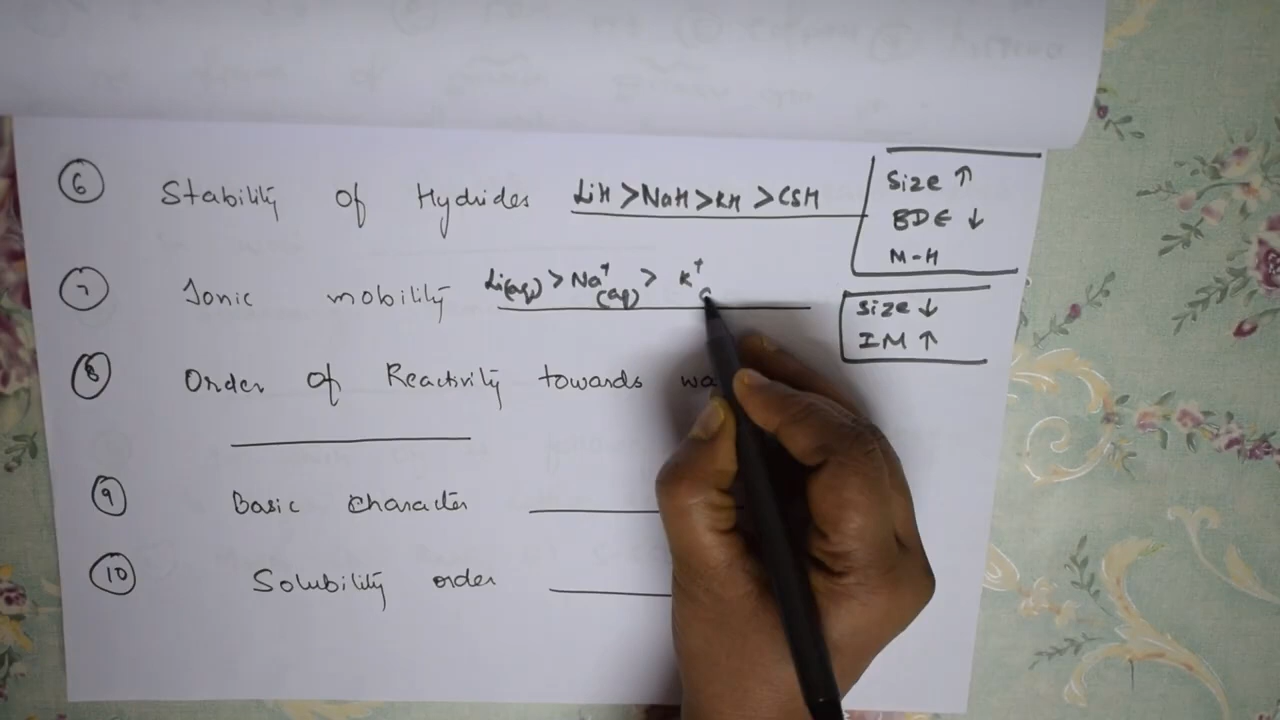 6 Stability of Hydrides LiH > NaH > KH > CSH
Size ↑
BDE ↓
M-H
7 Ionic mobility Li(aq) > Na⁺(aq) > K⁺
Size ↓
IM ↑
8 Order of Reactivity towards
9 Basic character
10 Solubility order